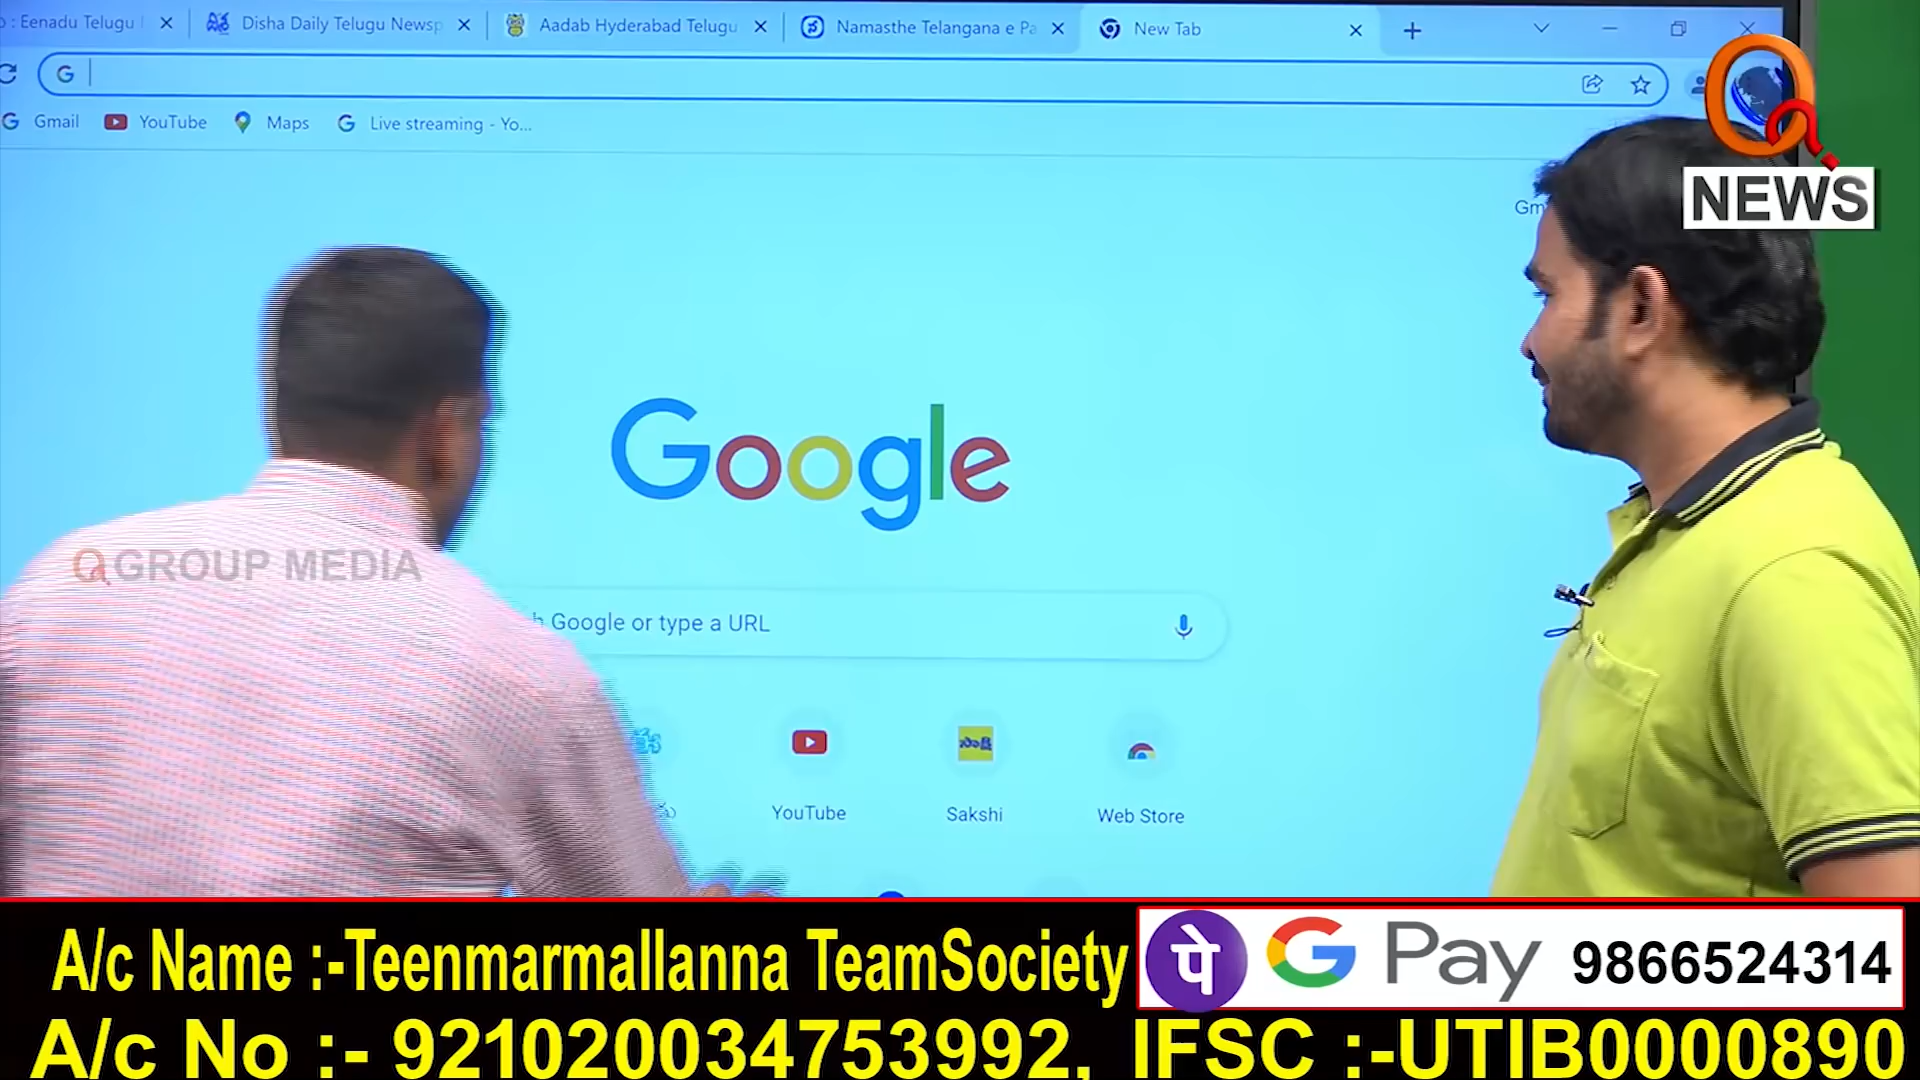 : Eenadu Telugu
Disha Daily Telugu Newsp
Aadab Hyderabad Telugu
Namasthe Telangana e Pa
New Tab
Gmail
YouTube
Maps
Live streaming - Yo...
Gm
NEWS
Google
GROUP MEDIA
h Google or type a URL
YouTube
సాక్షి
Sakshi
Web Store
A/c Name :-Teenmarmallanna TeamSociety
पे
G Pay 9866524314
A/c No :- 921020034753992, IFSC :-UTIB0000890